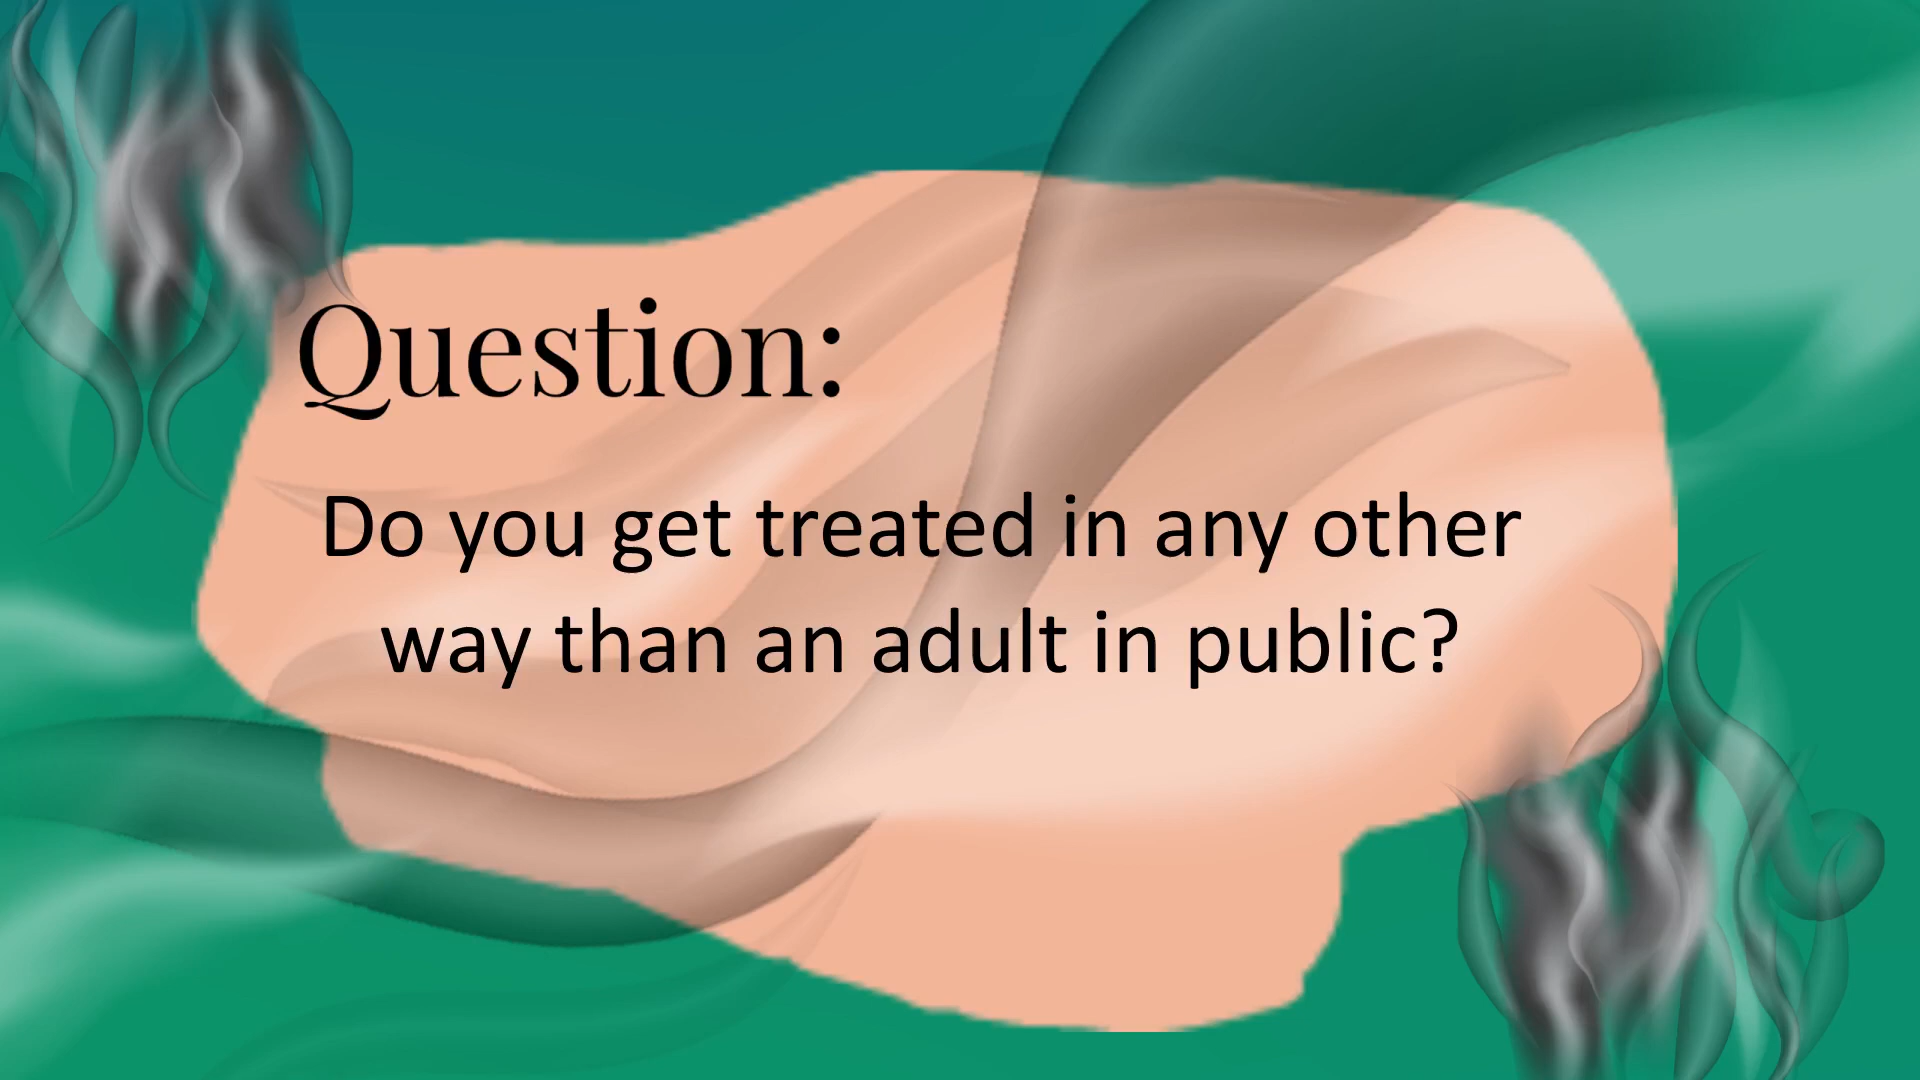 Question:
Do you get treated in any other
way than an adult in public?